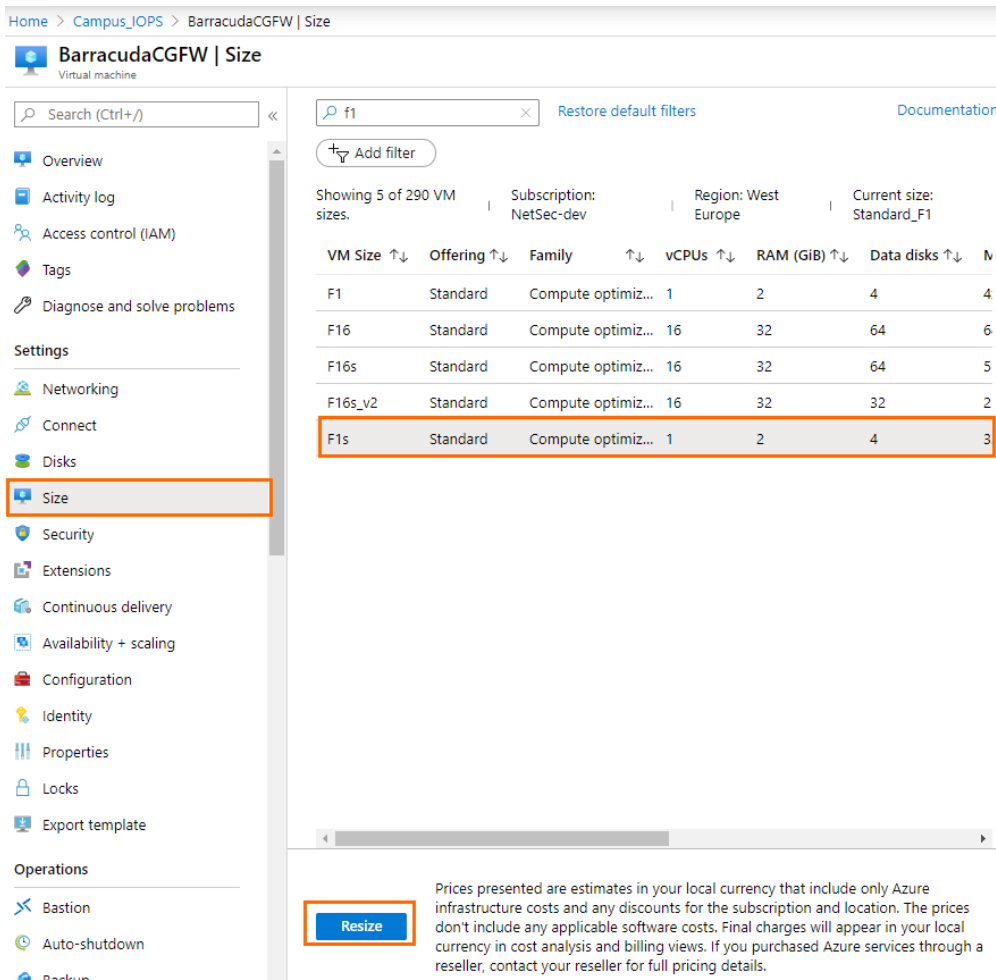 Home > Campus_IOPS > BarracudaCGFW | Size
BarracudaCGFW | Size
Virtual machine
Search (Ctrl+/)
«
Overview
Activity log
Access control (IAM)
Tags
Diagnose and solve problems
Settings
Networking
Connect
Disks
Size
Security
Extensions
Continuous delivery
Availability + scaling
Configuration
Identity
Properties
Locks
Export template
Operations
Bastion
Auto-shutdown
Backup
f1
Restore default filters
Documentation
Add filter
Showing 5 of 290 VM sizes.
Subscription: NetSec-dev
Region: West Europe
Current size: Standard_F1
VM Size ↑↓ Offering ↑↓ Family ↑↓ vCPUs ↑↓ RAM (GiB) ↑↓ Data disks ↑↓ M
F1 Standard Compute optimiz... 1 2 4 4
F16 Standard Compute optimiz... 16 32 64 6
F16s Standard Compute optimiz... 16 32 64 5
F16s_v2 Standard Compute optimiz... 16 32 32 2
F1s Standard Compute optimiz... 1 2 4 3
Resize
Prices presented are estimates in your local currency that include only Azure
infrastructure costs and any discounts for the subscription and location. The prices
don't include any applicable software costs. Final charges will appear in your local
currency in cost analysis and billing views. If you purchased Azure services through a
reseller, contact your reseller for full pricing details.